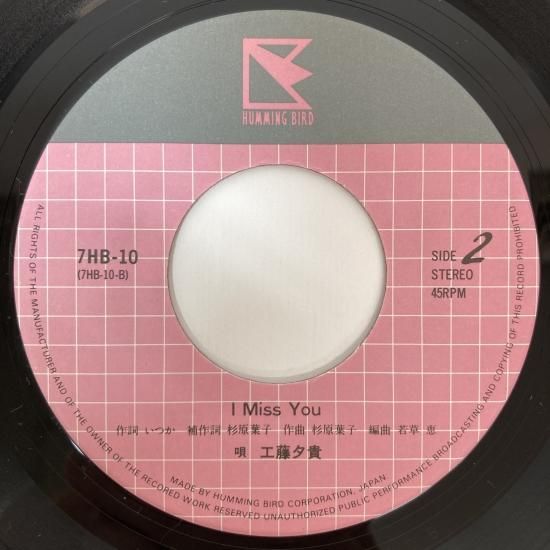 HUMMING BIRD
7HB-10
(7HB-10-B)
SIDE 2
STEREO
45RPM
I Miss You
作詞 いつか 補作詞 杉原葉子 作曲 杉原葉子 編曲 若草 恵
唄 工藤夕貴
MADE BY HUMMING BIRD CORPORATION, JAPAN
ALL RIGHTS OF THE MANUFACTURER AND OF THE OWNER OF THE RECORED WORK RESERVED UNAUTHORIZED PUBLIC PERFORMANCE BROADCASTING AND COPYING OF THIS RECORD PROHIBITED